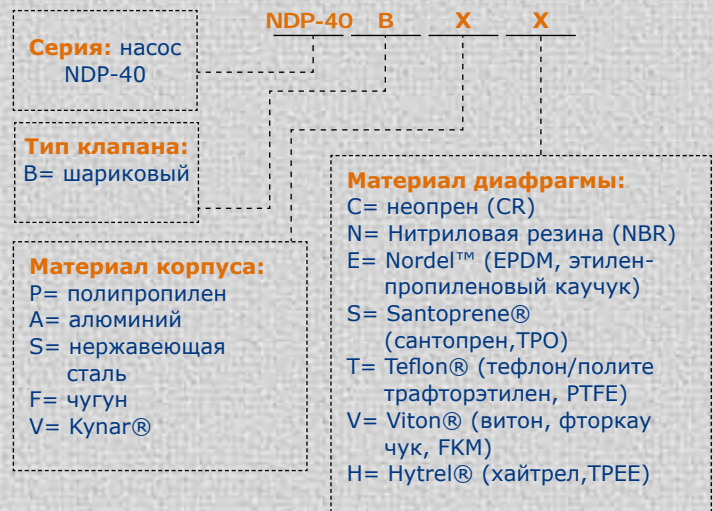 NDP-40 B X X
Серия: насос
NDP-40
Тип клапана:
B= шариковый
Материал корпуса:
P= полипропилен
A= алюминий
S= нержавеющая
сталь
F= чугун
V= Kynar®
Материал диафрагмы:
C= неопрен (CR)
N= Нитриловая резина (NBR)
E= Nordel™ (EPDM, этилен-
пропиленовый каучук)
S= Santoprene®
(сантопрен,TPO)
T= Teflon® (тефлон/полите
трафторэтилен, PTFE)
V= Viton® (витон, фторкау
чук, FKM)
H= Hytrel® (хайтрел,TPEE)